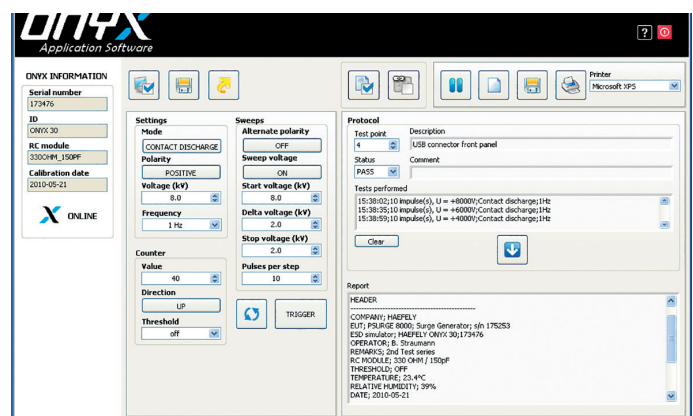 onyx
Application Software
?
ONYX INFORMATION
Serial number
173476
ID
ONYX 30
RC module
330OHM_150PF
Calibration date
2010-05-21
X ONLINE
Printer
Microsoft XPS
Settings
Mode
CONTACT DISCHARGE
Polarity
POSITIVE
Voltage (kV)
8.0
Frequency
1 Hz
Counter
Value
40
Direction
UP
Threshold
off
Sweeps
Alternate polarity
OFF
Sweep voltage
ON
Start voltage (kV)
8.0
Delta voltage (kV)
2.0
Stop voltage (kV)
2.0
Pulses per step
10
TRIGGER
Protocol
Test point
Description
4
USB connector front panel
Status
Comment
PASS
Tests performed
15:38:02;10 impulse(s), U = +8000V;Contact discharge;1Hz
15:38:35;10 impulse(s), U = +6000V;Contact discharge;1Hz
15:38:59;10 impulse(s), U = +4000V;Contact discharge;1Hz
Clear
Report
HEADER
--------------------------------------------------
COMPANY; HAEFELY
EUT; PSURGE 8000; Surge Generator; s/n 175253
ESD simulator; HAEFELY ONYX 30;173476
OPERATOR; B. Straumann
REMARKS; 2nd Test series
RC MODULE; 330 OHM / 150pF
THRESHOLD; OFF
TEMPERATURE; 23.4°C
RELATIVE HUMIDITY; 39%
DATE; 2010-05-21